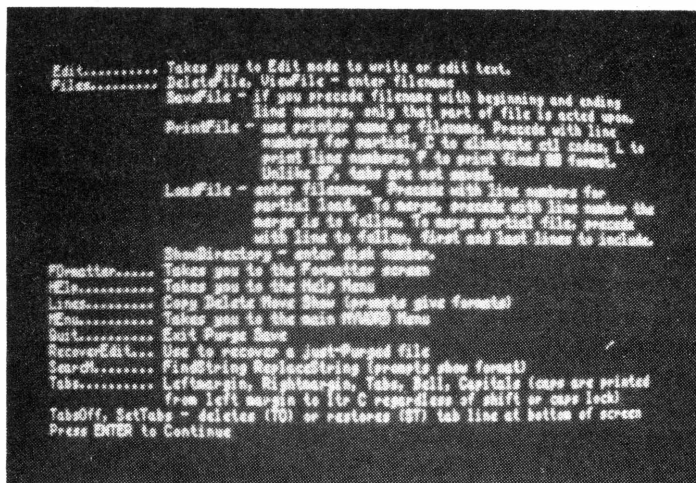 Edit.......... Takes you to Edit mode to write or edit text.
Files......... DeleteFile, ViewFile - enter filename
SaveFile - if you precede filename with beginning and ending
line numbers, only that part of file is acted upon.
PrintFile - use printer name or filename. Precede with line
numbers for partial, C to eliminate ctl codes, L to
print line numbers, F to print fixed 80 format.
Unlike DF, tabs are not used.
LoadFile - enter filename. Precede with line numbers for
partial load. To merge, precede with line number the
merge is to follow. To merge partial file, precede
with line to follow, first and last lines to include.
ShowDirectory - enter disk number.
FOrmatter..... Takes you to the Formatter screen
HElp.......... Takes you to the Help Menu
Lines......... Copy Delete Move Show (prompts give formats)
MEnu.......... Takes you to the main Menu
Quit.......... Exit Purge Save
RecoverEdit... Use to recover a just-Purged file
Search........ FindString ReplaceString (prompts show format)
Tabs.......... Leftmargin, Rightmargin, Tabs, Bell, Capitals (caps are printed
from left margin to ltr C regardless of shift or caps lock)
TabsOff, SetTabs - deletes (TO) or restores (ST) tab line at bottom of screen
Press ENTER to Continue